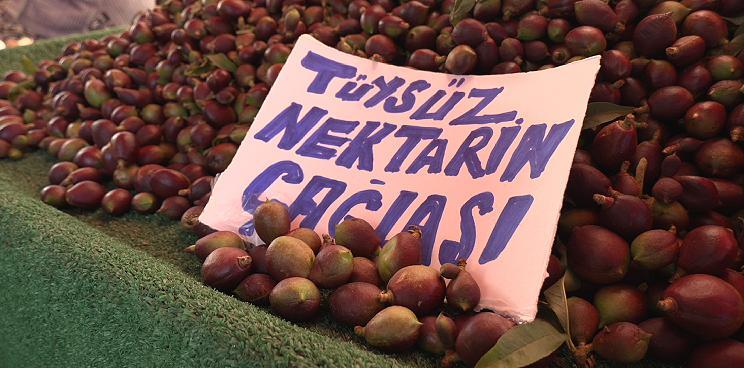 TÜYSÜZ
NEKTARİN
ÇAĞLASI